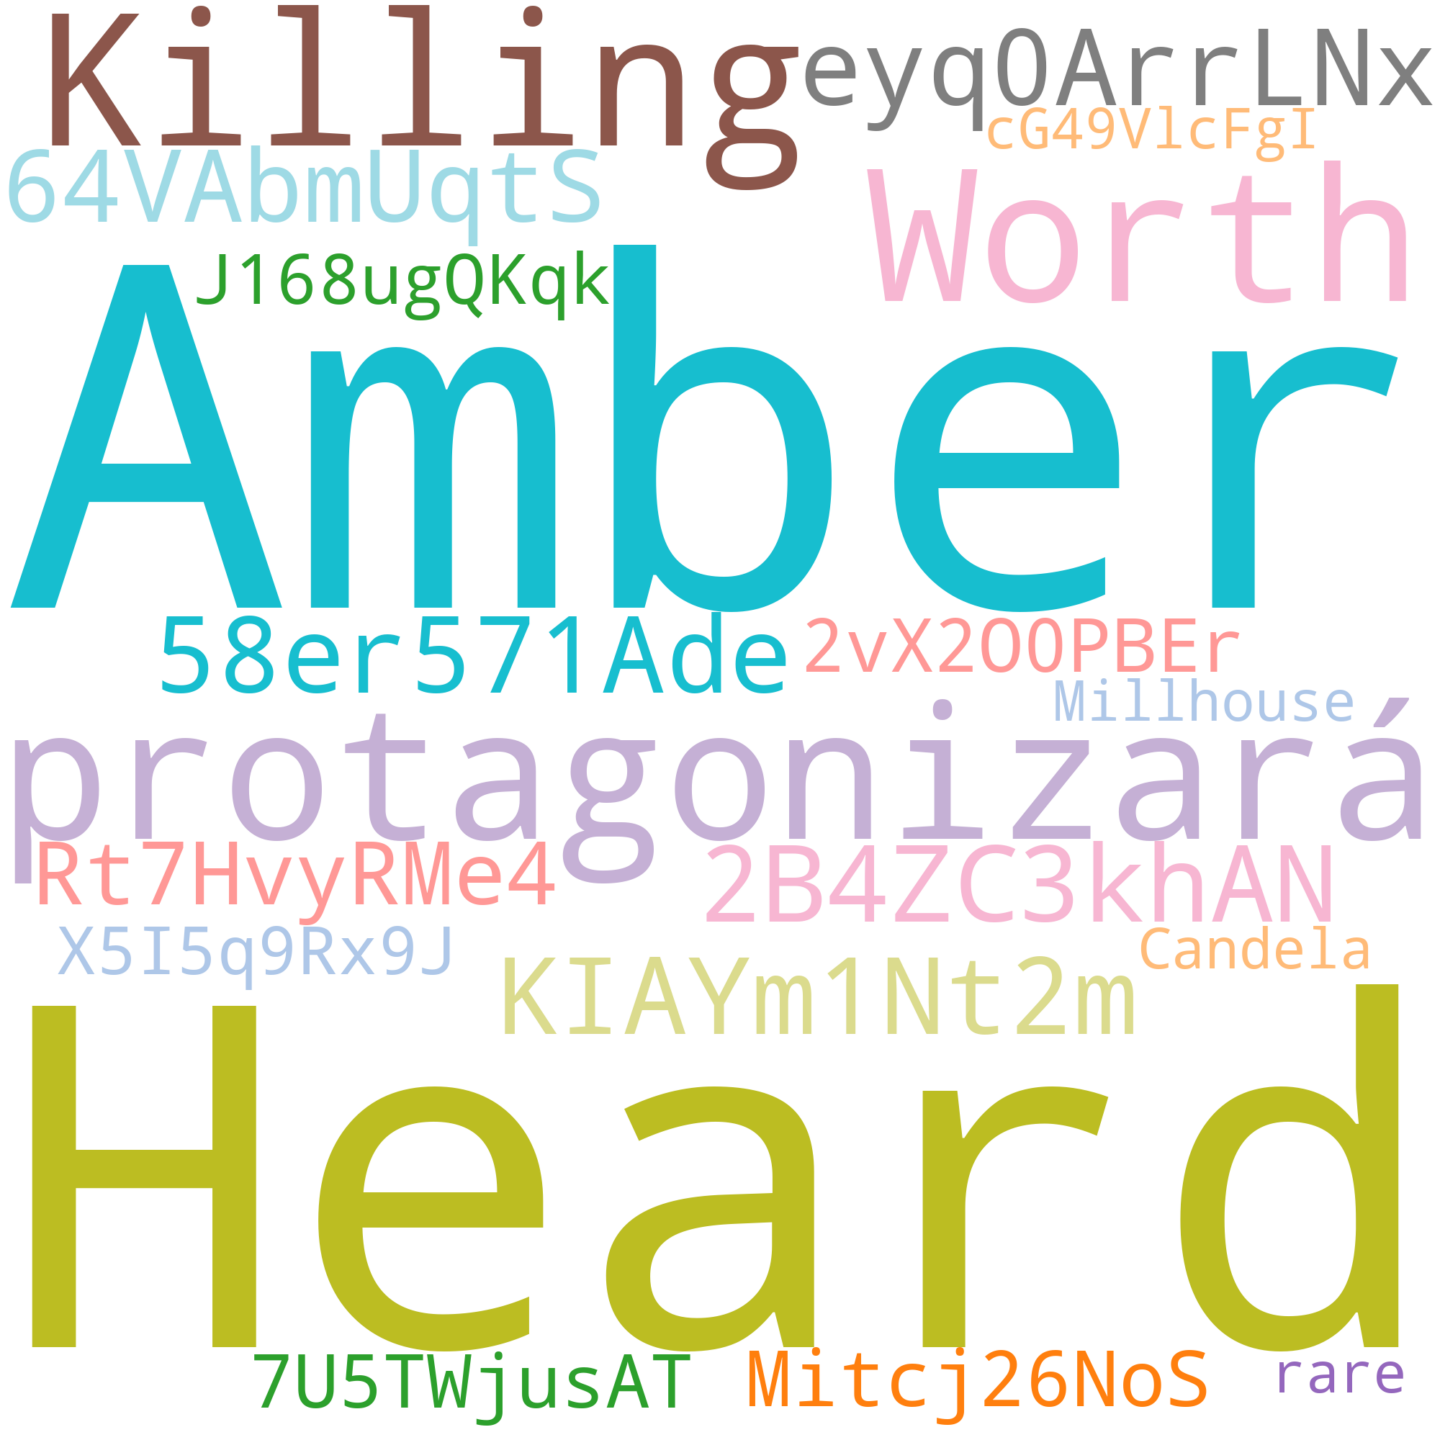 Killing
eyq0ArrLNx
cG49VlcFgI
64VAbmUqtS
Worth
J168ugQKqk
Amber
58er571Ade
2vX2O0PBEr
Millhouse
protagonizará
Rt7HvyRMe4
2B4ZC3khAN
X5I5q9Rx9J
KIAYm1Nt2m
Candela
Heard
7U5TWjusAT
Mitcj26NoS
rare